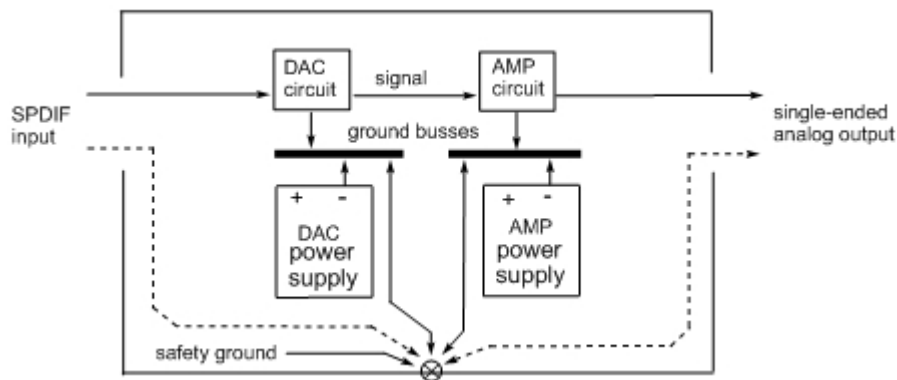 DAC
circuit
signal
AMP
circuit
SPDIF
input
ground busses
single-ended
analog output
+ -
DAC
power
supply
+ -
AMP
power
supply
safety ground